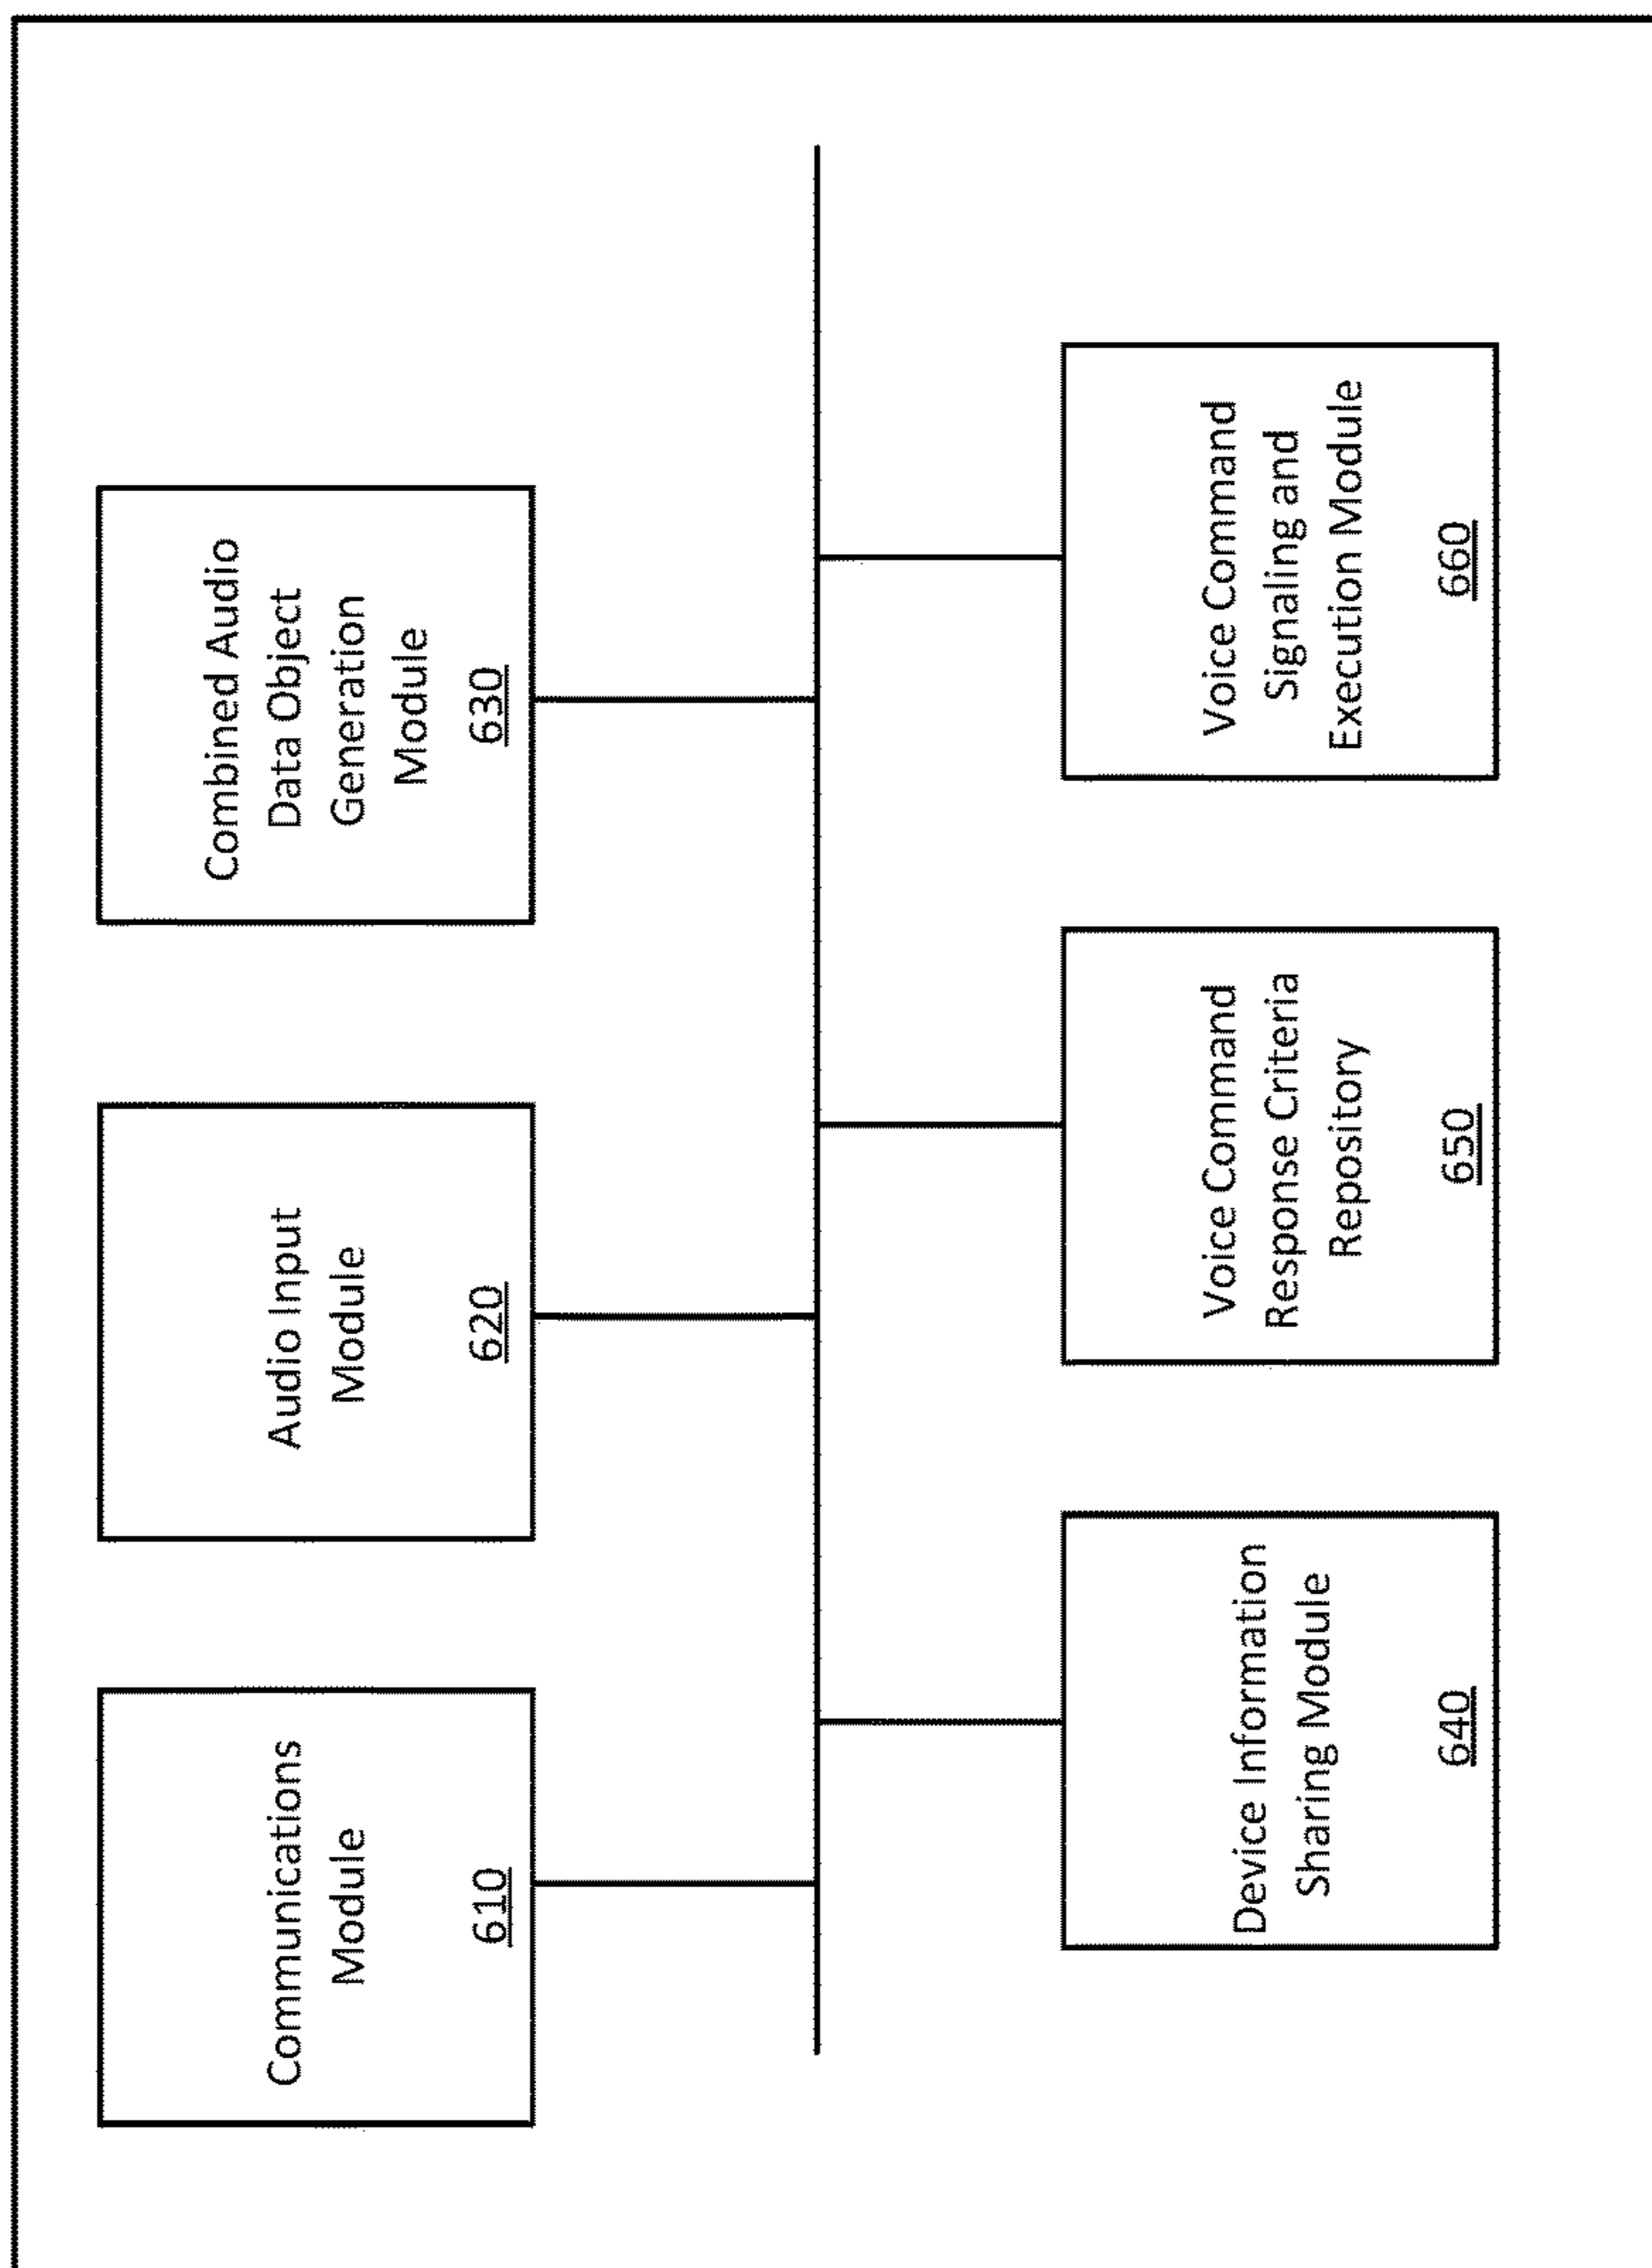 Communications
Module
610
Audio Input
Module
620
Combined Audio
Data Object
Generation
Module
630
Device Information
Sharing Module
640
Voice Command
Response Criteria
Repository
650
Voice Command
Signaling and
Execution Module
660